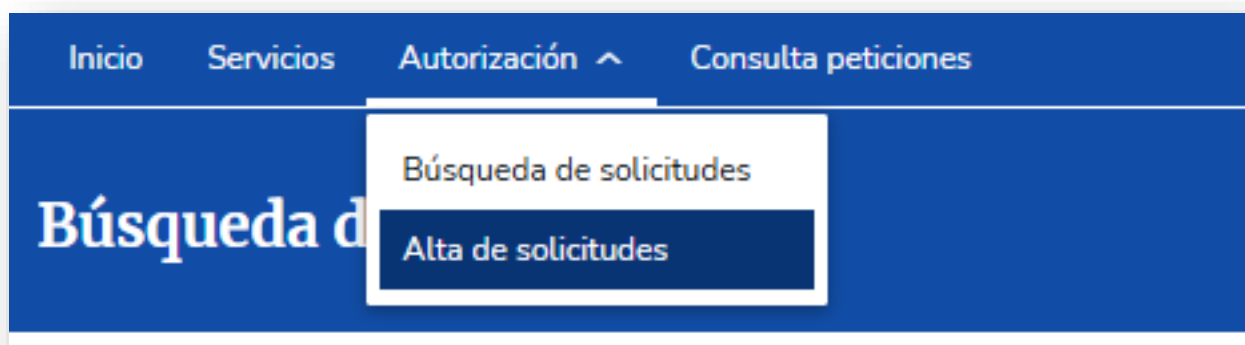 Inicio Servicios Autorización Consulta peticiones
Búsqueda de solicitudes
Búsqueda d
Alta de solicitudes